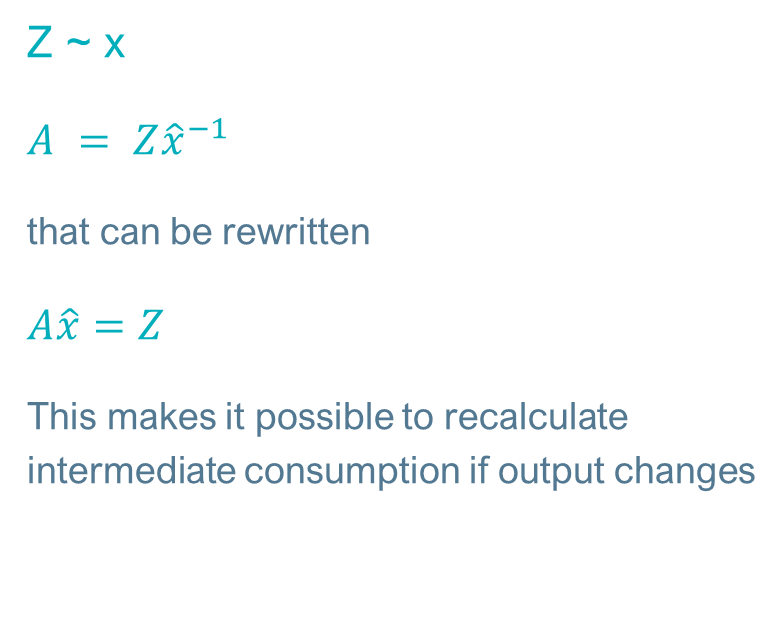 Z ~ x
A = Zx̂⁻¹
that can be rewritten
Ax̂ = Z
This makes it possible to recalculate
intermediate consumption if output changes